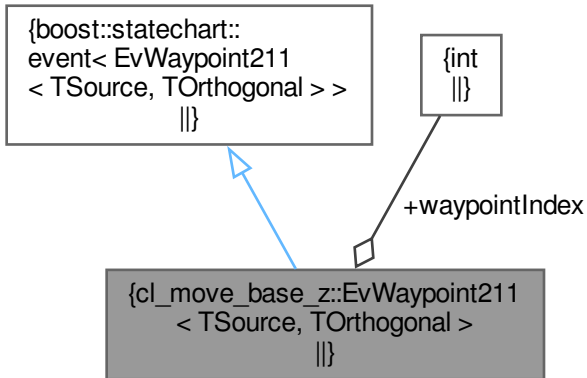 {boost::statechart::
event< EvWaypoint211
< TSource, TOrthogonal > >
||}
{int
||}
+waypointIndex
{cl_move_base_z::EvWaypoint211
< TSource, TOrthogonal >
||}